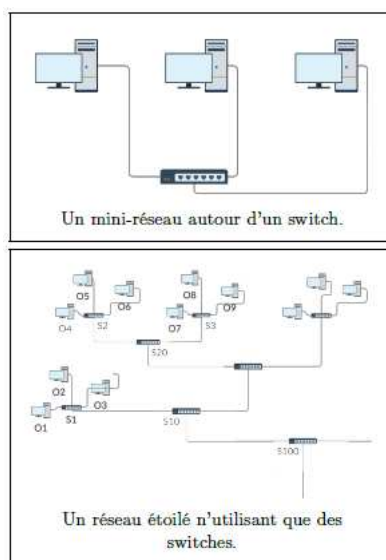 Un mini-réseau autour d'un switch.
O5
O6
O8
O9
O4
S2
O7
S3
S20
O2
O3
O1
S1
S10
S100
Un réseau étoilé n'utilisant que des
switches.